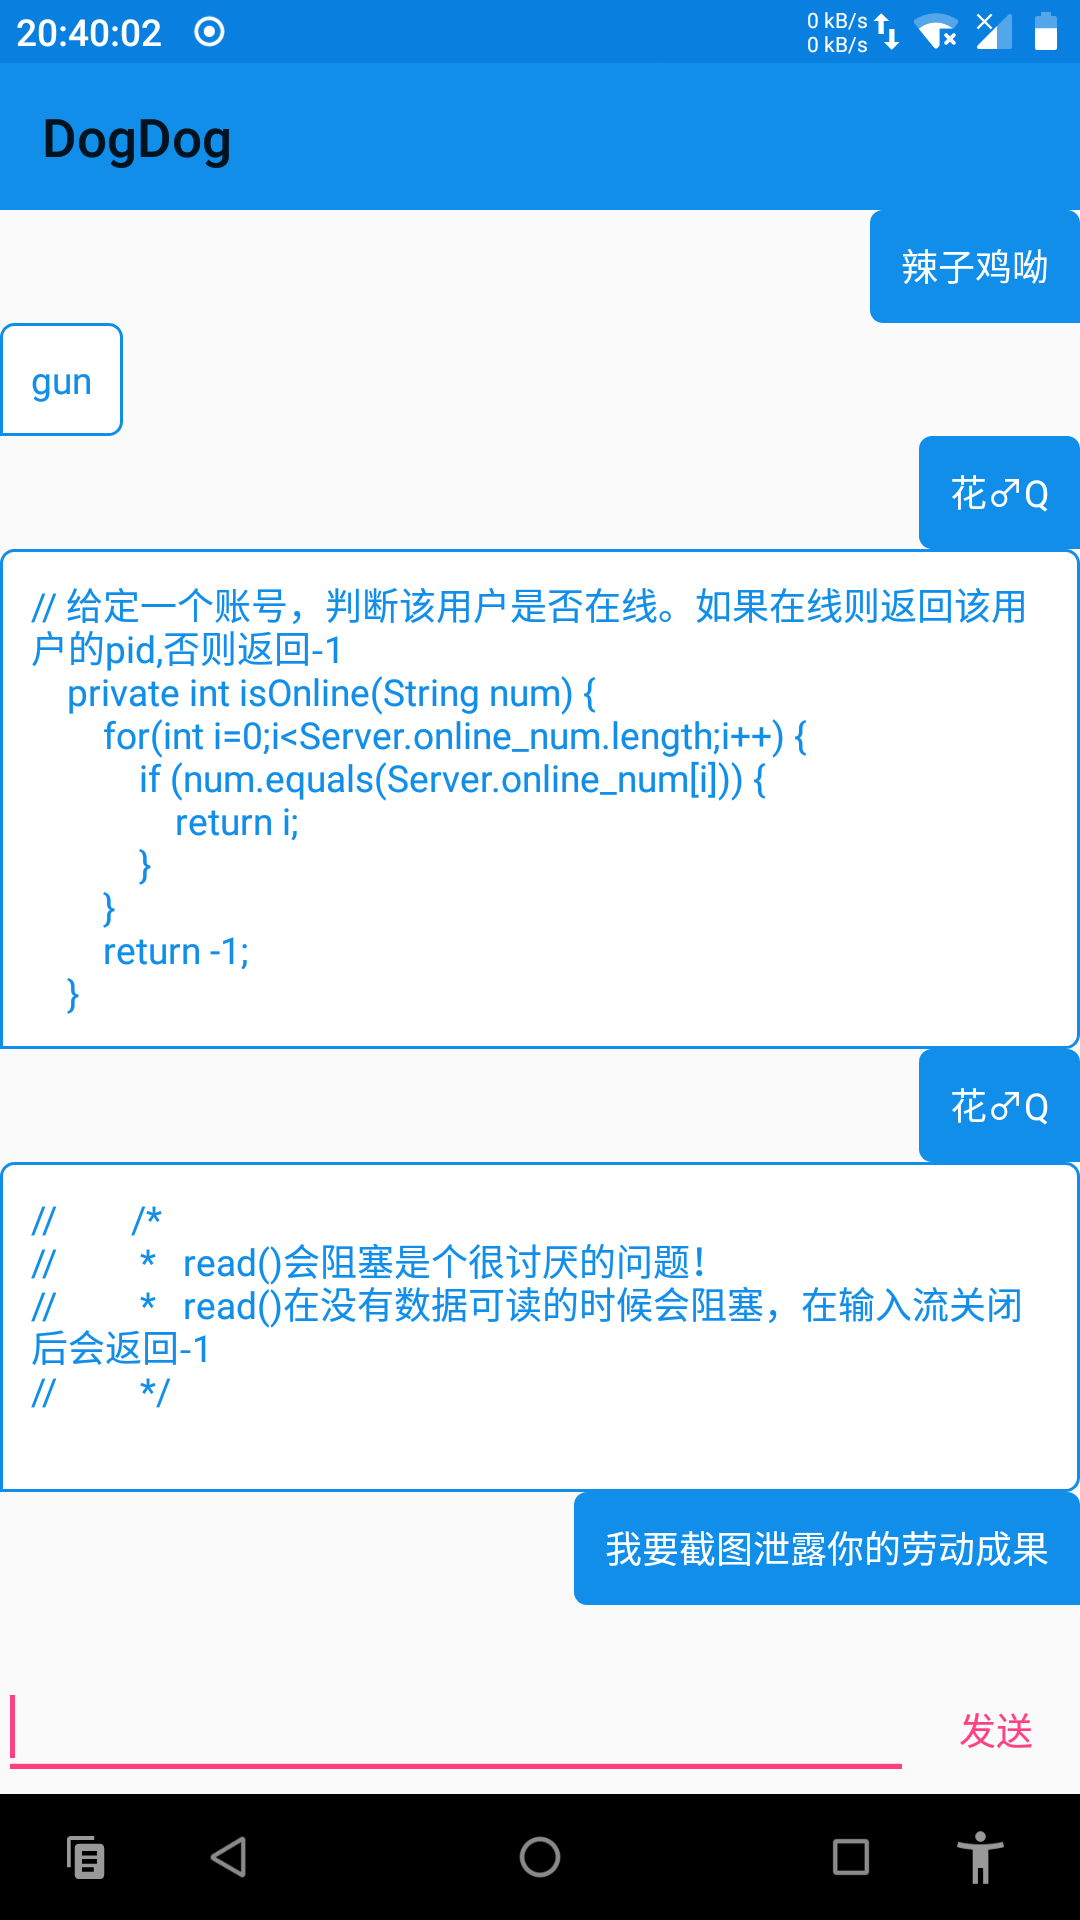 20:40:02
0 kB/s
0 kB/s
DogDog
辣子鸡呦
gun
花♂Q
// 给定一个账号，判断该用户是否在线。如果在线则返回该用
户的pid,否则返回-1
private int isOnline(String num) {
for(int i=0;i<Server.online_num.length;i++) {
if (num.equals(Server.online_num[i])) {
return i;
}
}
return -1;
}
花♂Q
// /*
// * read()会阻塞是个很讨厌的问题！
// * read()在没有数据可读的时候会阻塞，在输入流关闭
后会返回-1
// */
我要截图泄露你的劳动成果
发送